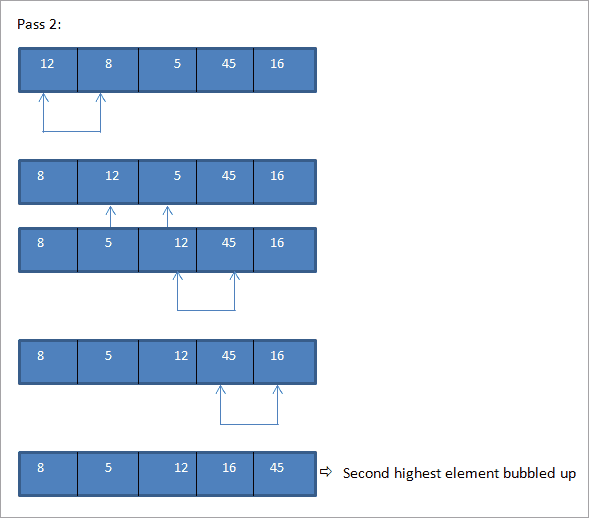 Pass 2:
12 8 5 45 16
8 12 5 45 16
8 5 12 45 16
8 5 12 45 16
8 5 12 16 45
⇨ Second highest element bubbled up